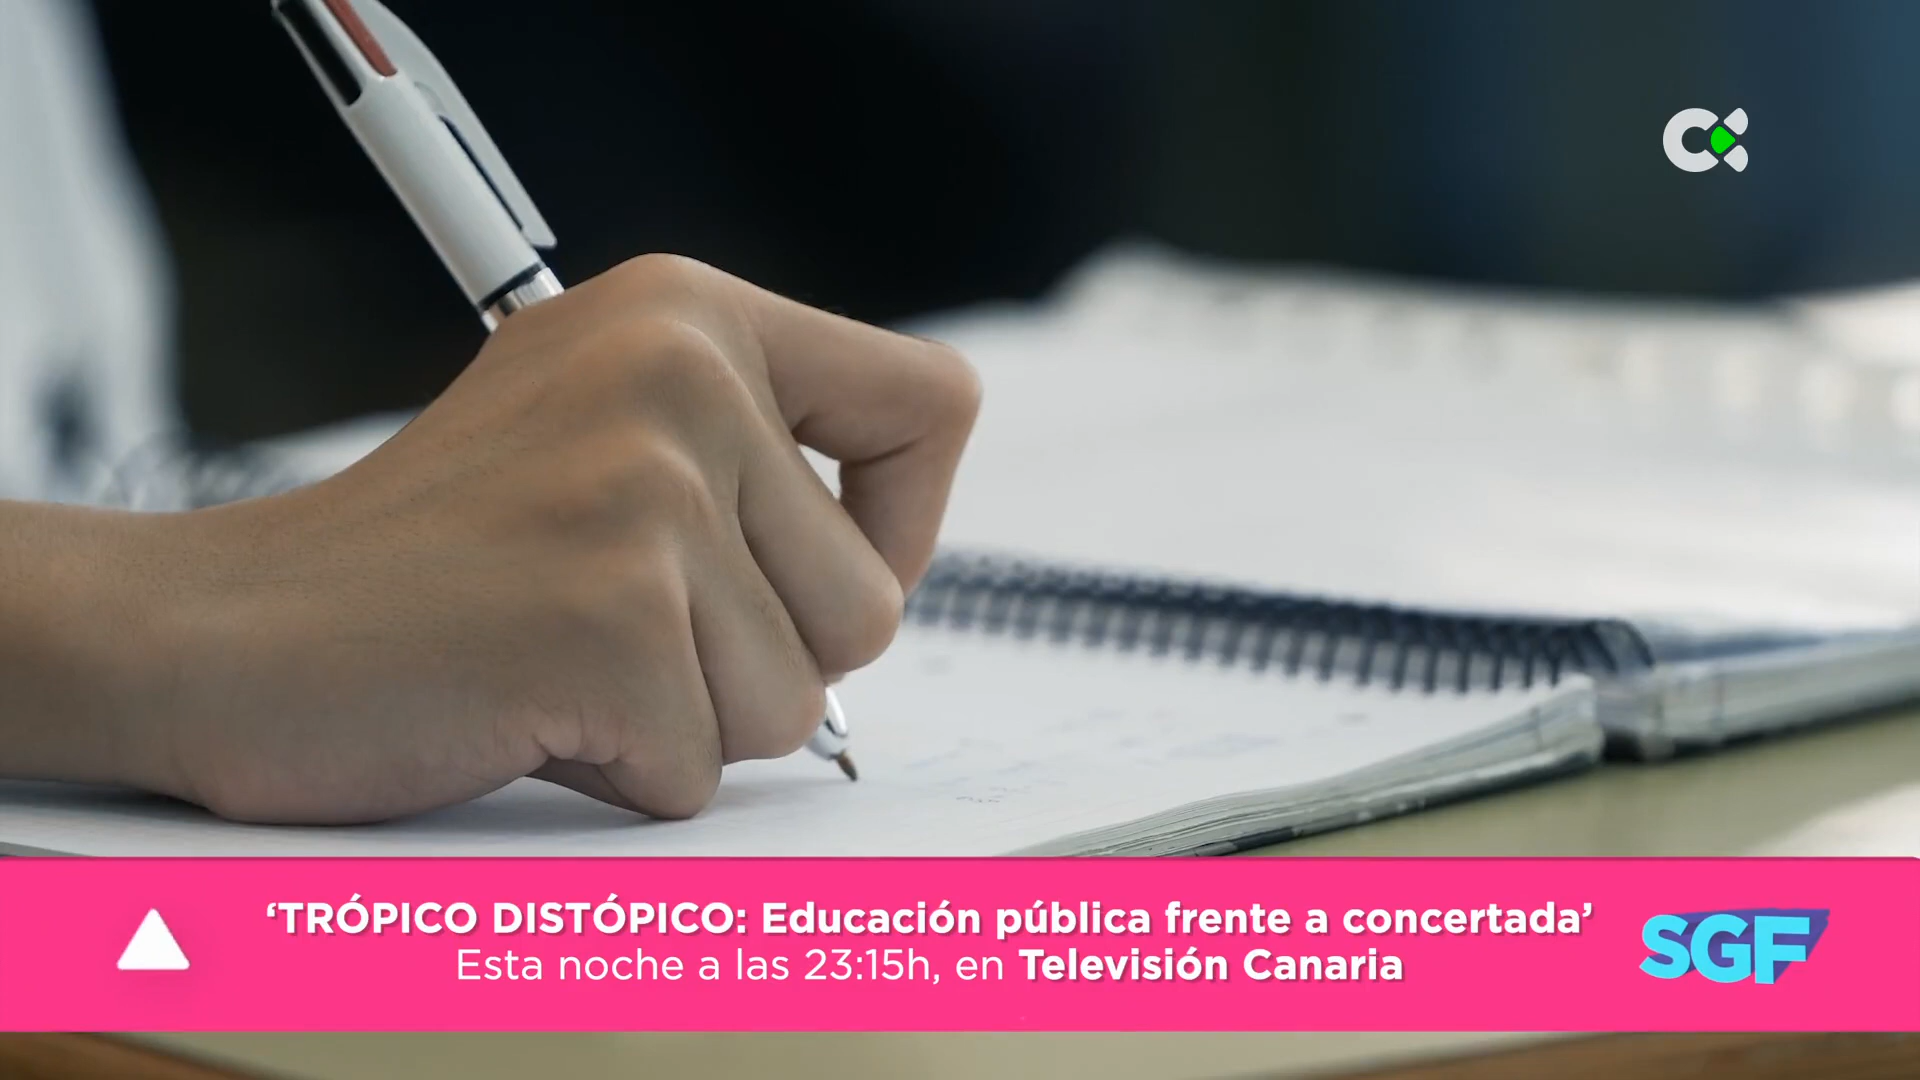 ‘TRÓPICO DISTÓPICO: Educación pública frente a concertada’
Esta noche a las 23:15h, en Televisión Canaria
SGF